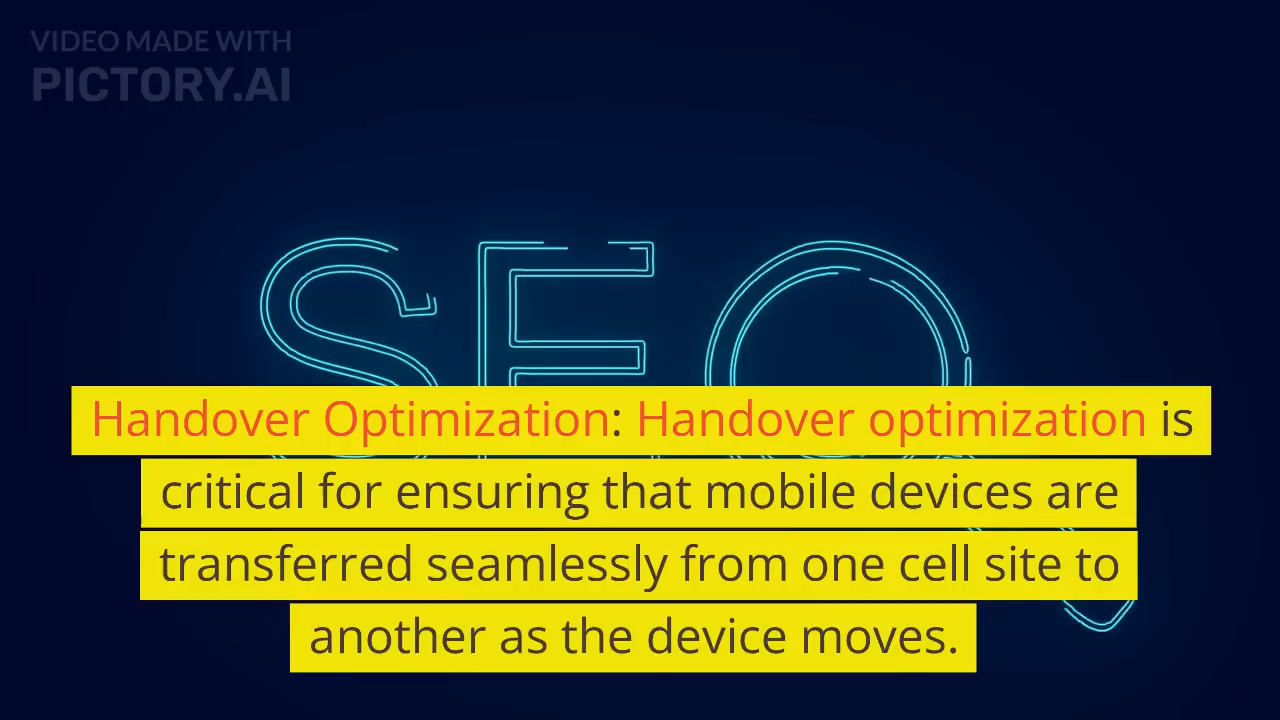 VIDEO MADE WITH
PICTORY.AI
SEO
Handover Optimization: Handover optimization is
critical for ensuring that mobile devices are
transferred seamlessly from one cell site to
another as the device moves.